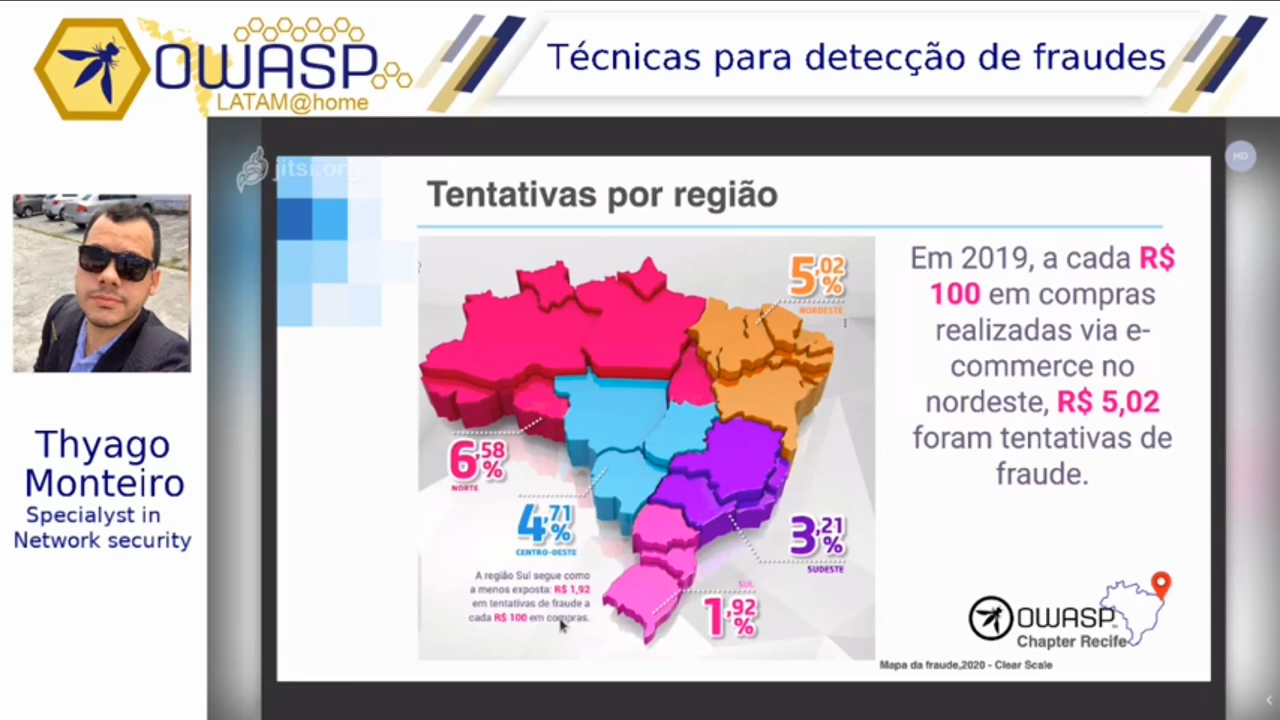 OWASP
LATAM@home
Técnicas para detecção de fraudes
jitsi.org
HD
Tentativas por região
5,02
%
NORDESTE
6,58
%
NORTE
4,71
%
CENTRO-OESTE
3,21
%
SUDESTE
A região Sul segue como
a menos exposta: R$ 1,92
em tentativas de fraude a
cada R$ 100 em compras.
SUL
1,92
%
Em 2019, a cada R$
100 em compras
realizadas via e-
commerce no
nordeste, R$ 5,02
foram tentativas de
fraude.
OWASP
Chapter Recife
Mapa da fraude,2020 - Clear Scale
Thyago
Monteiro
Specialyst in
Network security